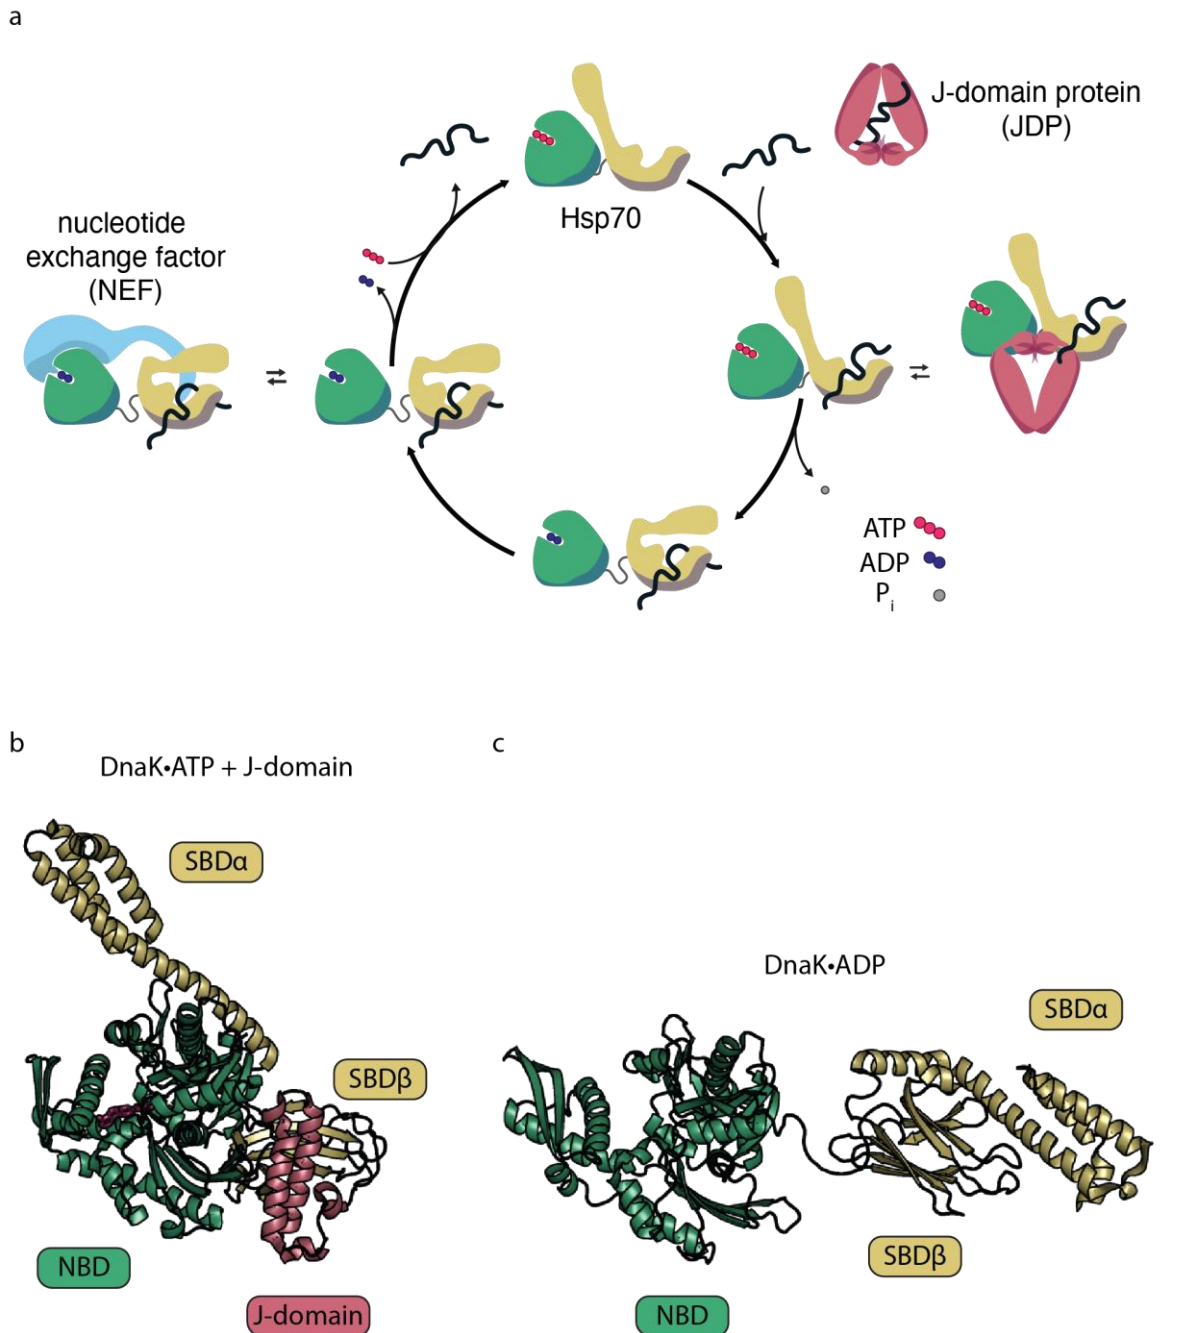 a
J-domain protein
(JDP)
Hsp70
nucleotide
exchange factor
(NEF)
ATP
ADP
Pi
b
DnaK•ATP + J-domain
SBDα
SBDβ
NBD
J-domain
c
DnaK•ADP
SBDα
SBDβ
NBD